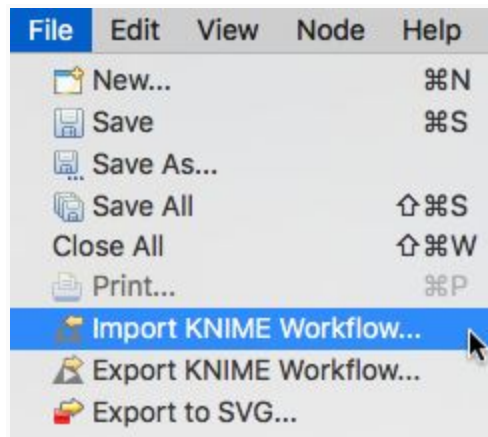 File Edit View Node Help
New... ⌘N
Save ⌘S
Save As...
Save All ⇧⌘S
Close All ⇧⌘W
Print... ⌘P
Import KNIME Workflow...
Export KNIME Workflow...
Export to SVG...